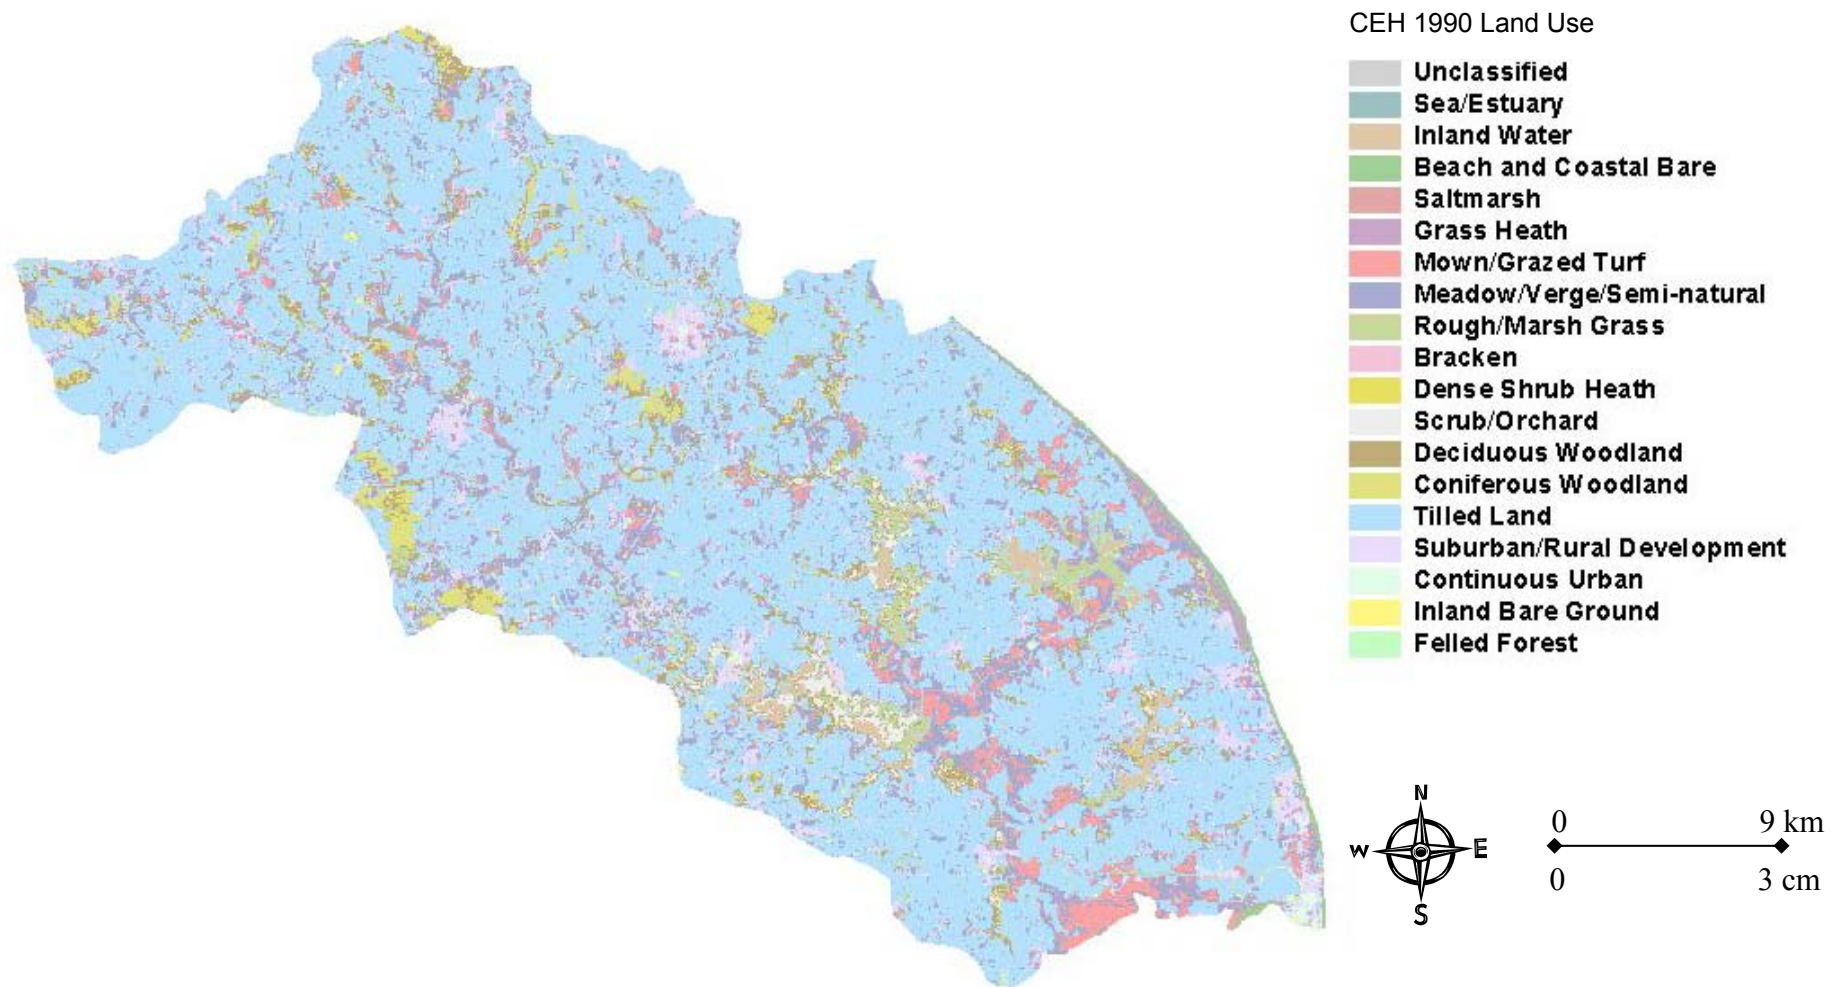 CEH 1990 Land Use
Unclassified
Sea/Estuary
Inland Water
Beach and Coastal Bare
Saltmarsh
Grass Heath
Mown/Grazed Turf
Meadow/Verge/Semi-natural
Rough/Marsh Grass
Bracken
Dense Shrub Heath
Scrub/Orchard
Deciduous Woodland
Coniferous Woodland
Tilled Land
Suburban/Rural Development
Continuous Urban
Inland Bare Ground
Felled Forest
N
W E
S
0 9 km
0 3 cm